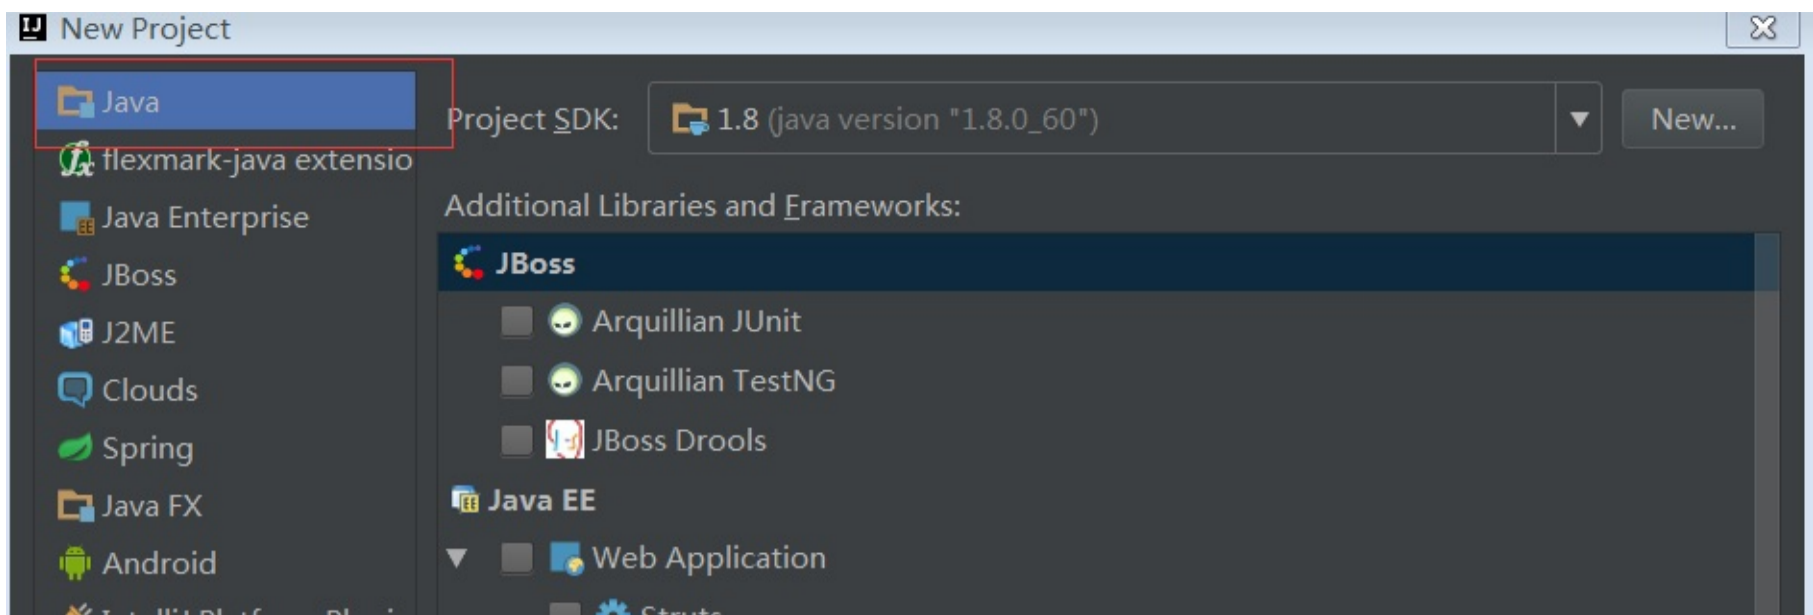 New Project
Java
flexmark-java extensio
Java Enterprise
JBoss
J2ME
Clouds
Spring
Java FX
Android
Project SDK:
1.8 (java version "1.8.0_60")
New...
Additional Libraries and Frameworks:
JBoss
Arquillian JUnit
Arquillian TestNG
JBoss Drools
Java EE
Web Application
Struts